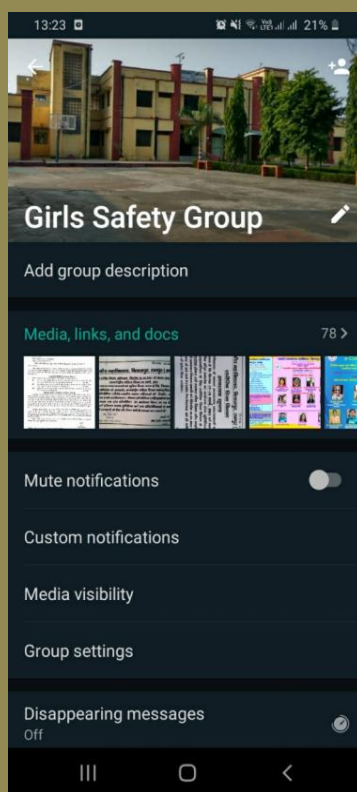 13:23
21%
Girls Safety Group
Add group description
Media, links, and docs
78 >
Mute notifications
Custom notifications
Media visibility
Group settings
Disappearing messages
Off